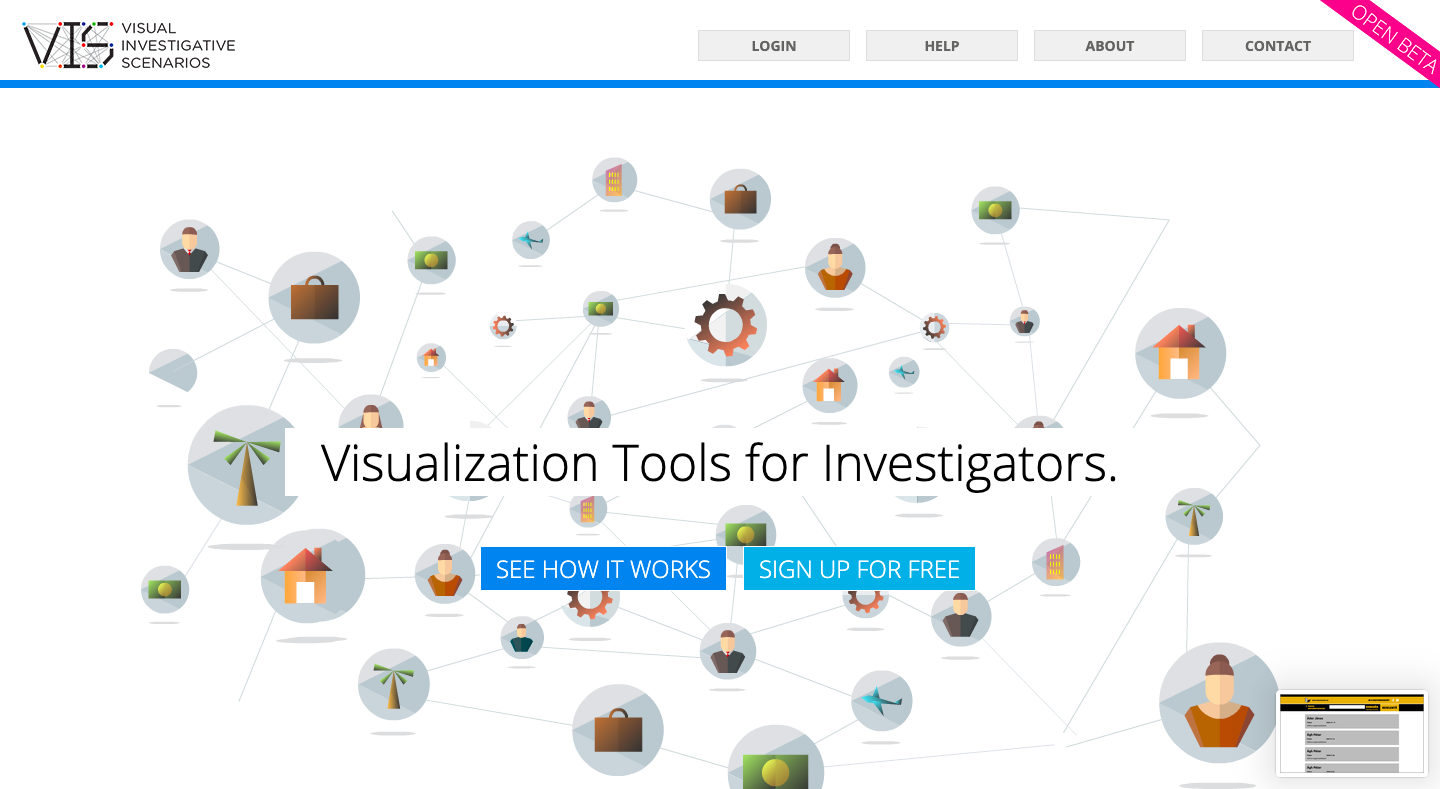 VISUAL
INVESTIGATIVE
SCENARIOS
LOGIN
HELP
ABOUT
CONTACT
OPEN BETA
Visualization Tools for Investigators.
SEE HOW IT WORKS
SIGN UP FOR FREE